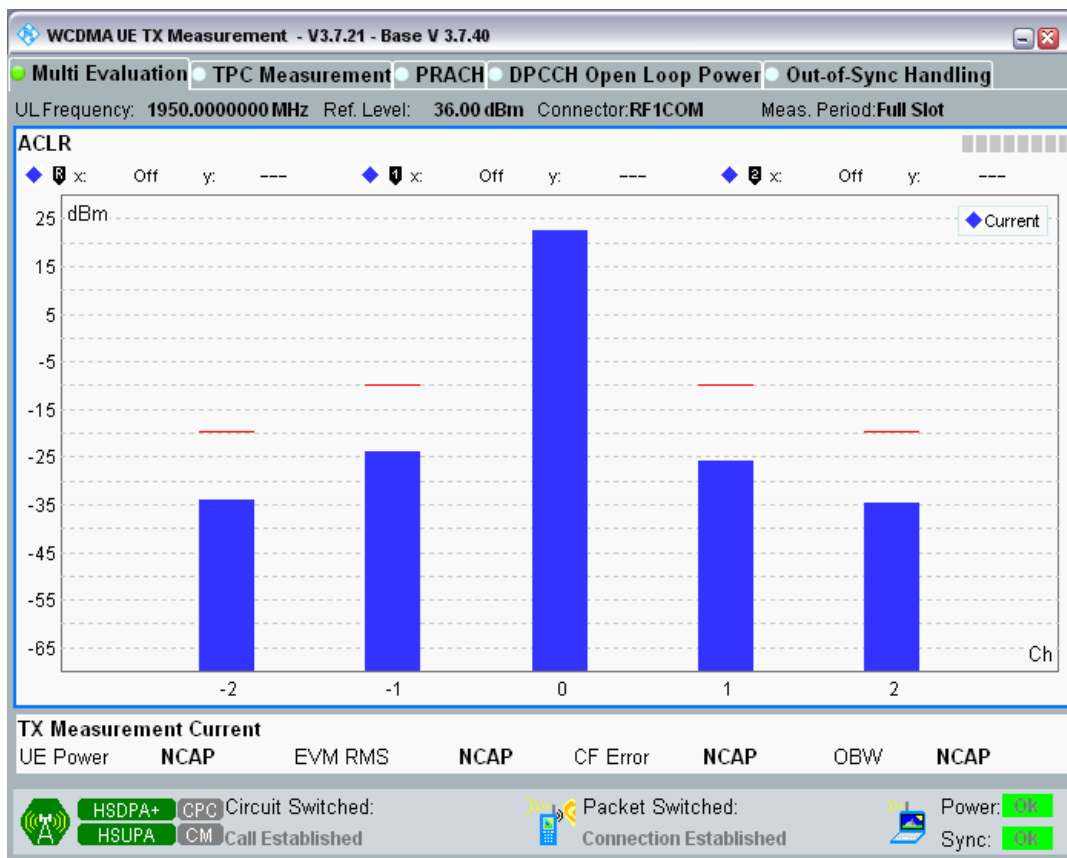 WCDMA UE TX Measurement - V3.7.21 - Base V 3.7.40
Multi Evaluation TPC Measurement PRACH DPCCH Open Loop Power Out-of-Sync Handling
UL Frequency: 1950.0000000 MHz Ref. Level: 36.00 dBm Connector:RF1COM Meas. Period:Full Slot
ACLR
R x: Off y: --- 1 x: Off y: --- 2 x: Off y: ---
dBm
Current
25
15
5
-5
-15
-25
-35
-45
-55
-65
Ch
-2 -1 0 1 2
TX Measurement Current
UE Power NCAP EVM RMS NCAP CF Error NCAP OBW NCAP
HSDPA+ CPC Circuit Switched: Packet Switched: Power: Ok
HSUPA CM Call Established Connection Established Sync: Ok